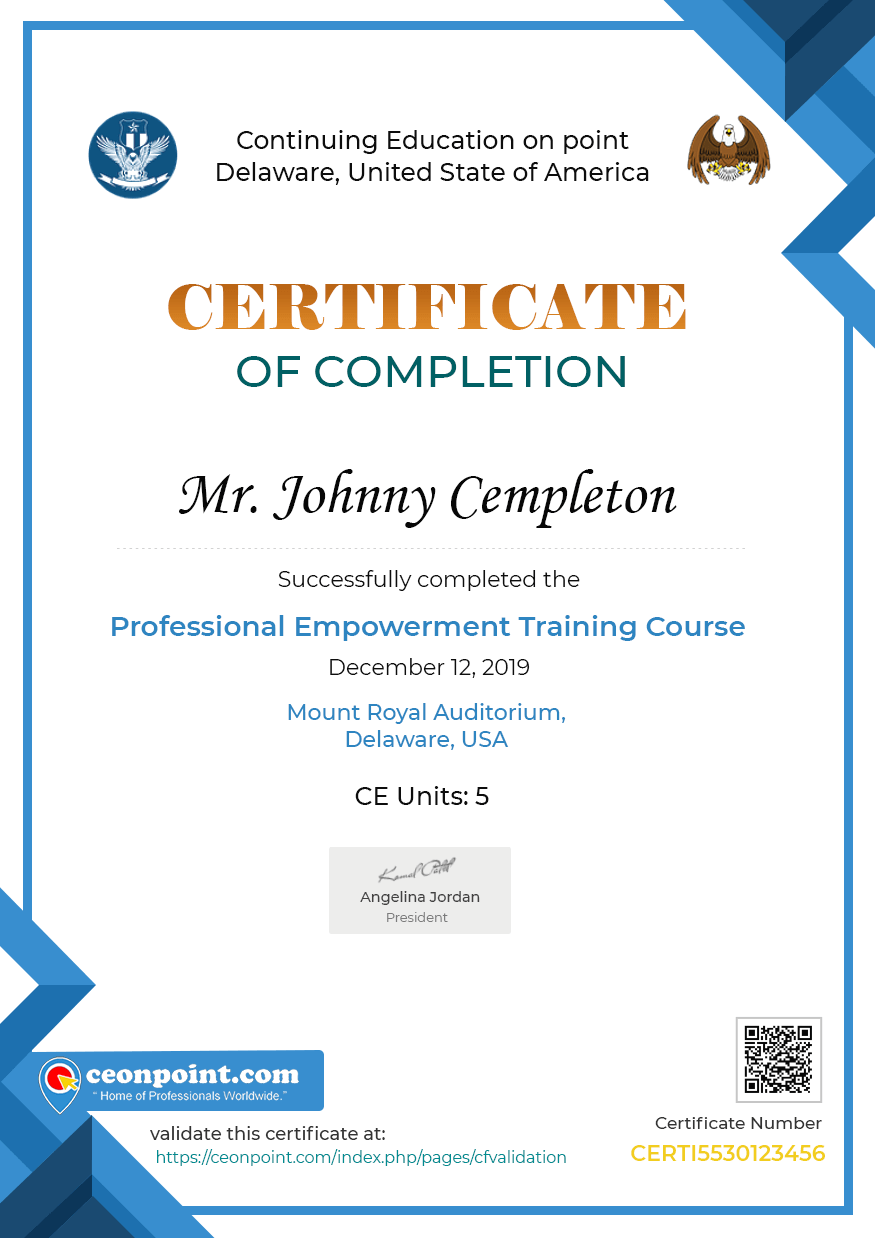 Continuing Education on point
Delaware, United State of America
CERTIFICATE
OF COMPLETION
Mr. Johnny Cempleton
Successfully completed the
Professional Empowerment Training Course
December 12, 2019
Mount Royal Auditorium,
Delaware, USA
CE Units: 5
Angelina Jordan
President
ceonpoint.com
“ Home of Professionals Worldwide.”
validate this certificate at:
https://ceonpoint.com/index.php/pages/cfvalidation
Certificate Number
CERTI5530123456